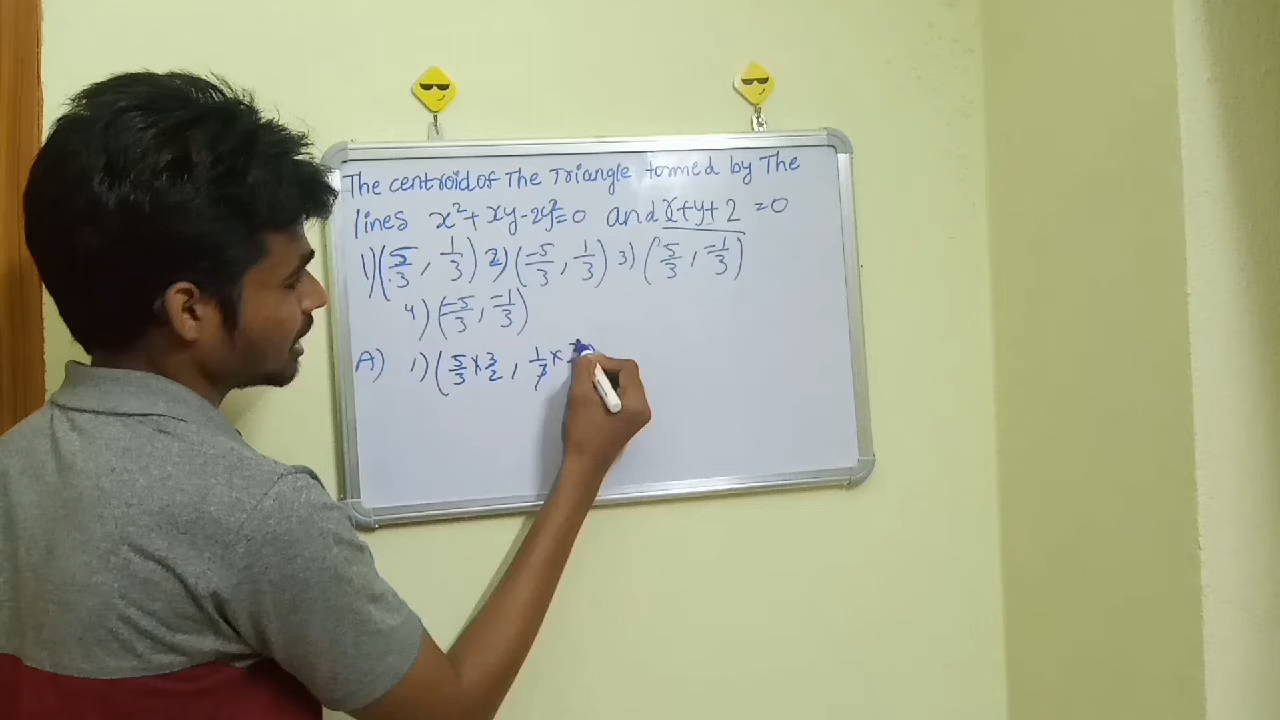 The centroid of The Triangle formed by The
lines x²+xy-2y²=0 and x+y+2 =0
1)(5/3, 1/3) 2)(-5/3, 1/3) 3)(5/3, -1/3)
4)(-5/3, -1/3)
A) 1)(5/3×3/2, 1/3×